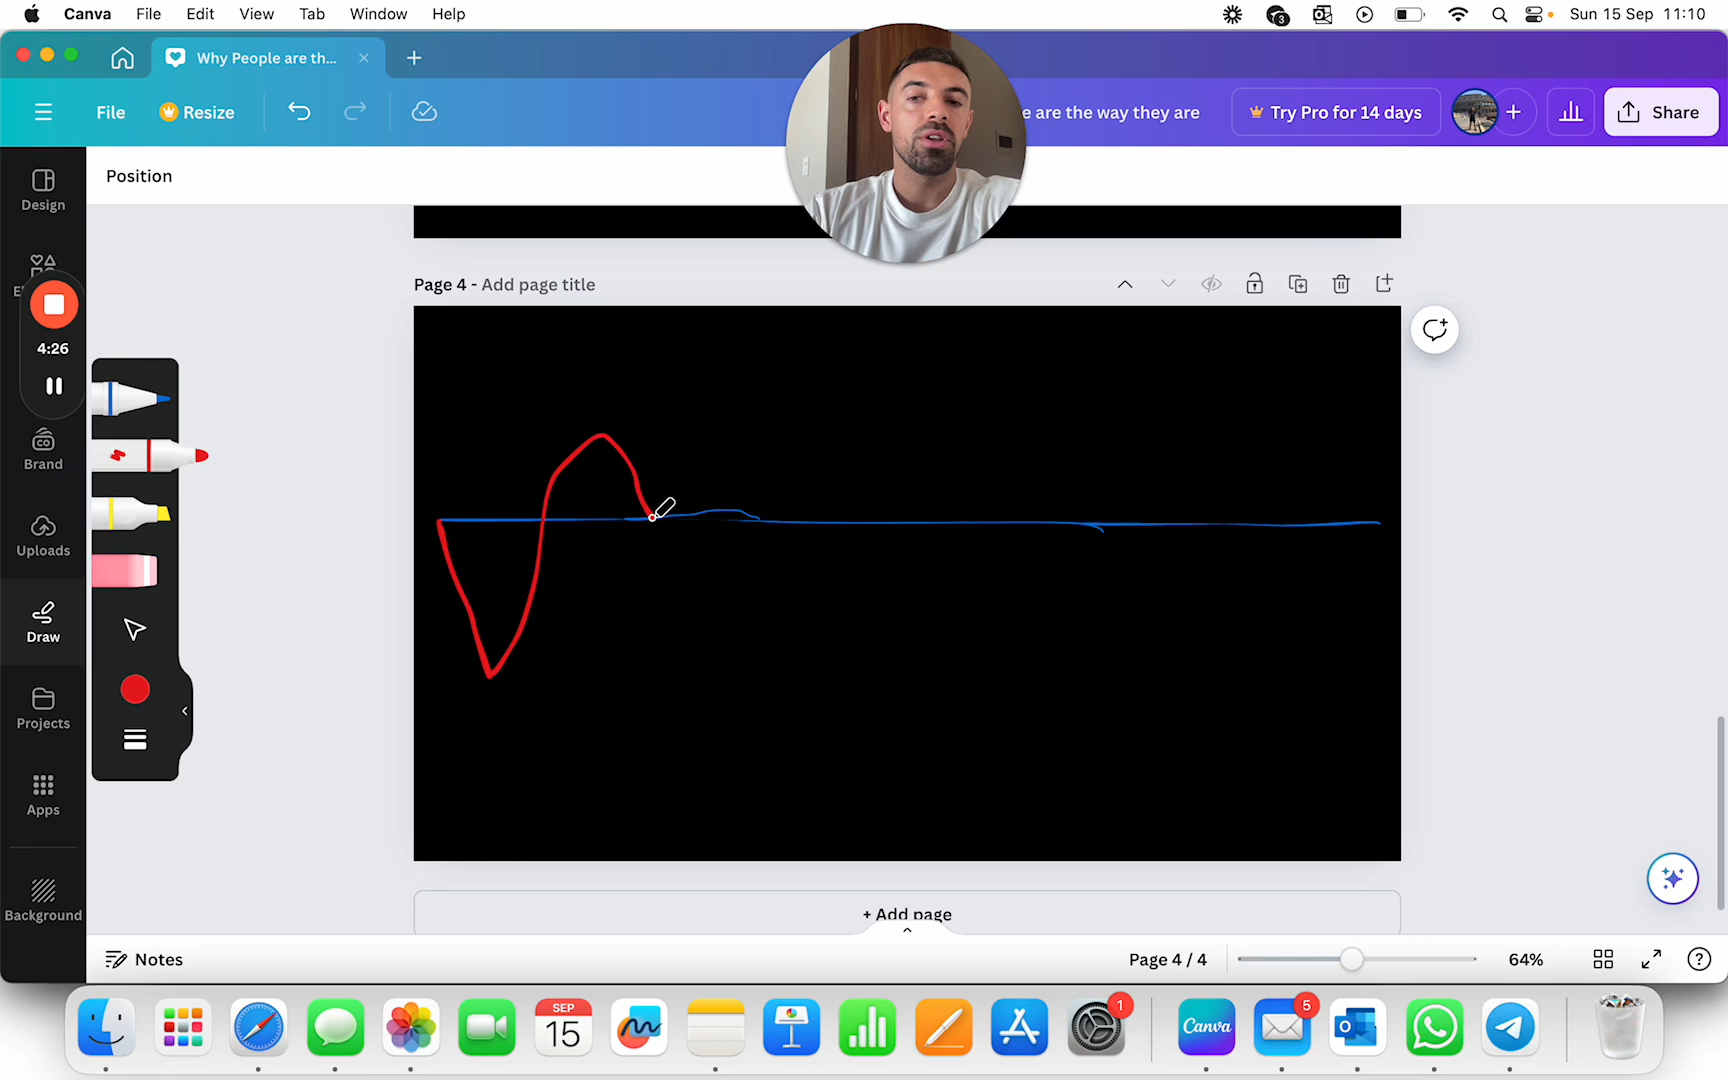 Canva File Edit View Tab Window Help
3
Sun 15 Sep 11:10
Why People are th...
File Resize
e are the way they are
Try Pro for 14 days
Share
Position
Design
E
4:26
Brand
Uploads
Draw
Projects
Apps
Background
Page 4 - Add page title
+ Add page
Notes
Page 4 / 4
64%
SEP
15
1
Canva
5